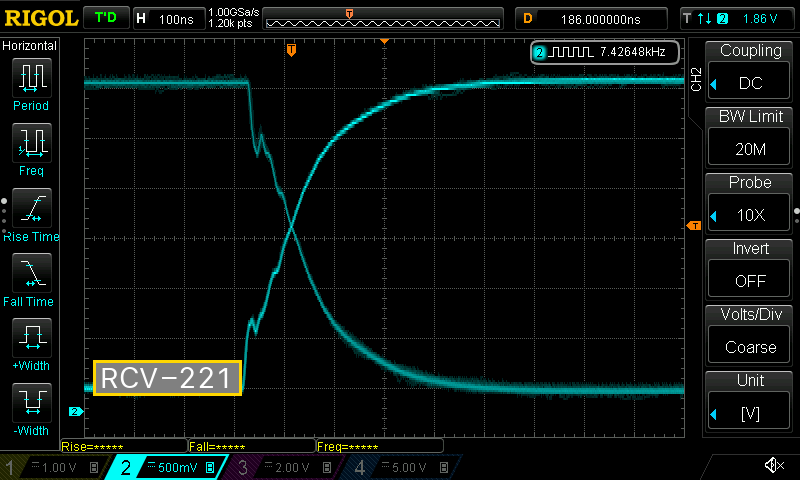 RIGOL T'D H 100ns 1.00GSa/s 1.20k pts T D 186.000000ns T 2 1.86 V
Horizontal
Period
Freq
Rise Time
Fall Time
+Width
-Width
T
2 7.42648kHz
T
RCV-221
2
CH2
Coupling
DC
BW Limit
20M
Probe
10X
Invert
OFF
Volts/Div
Coarse
Unit
[V]
Rise=***** Fall=***** Freq=*****
1 1.00 V B 2 500mV B 3 2.00 V B 4 5.00 V B